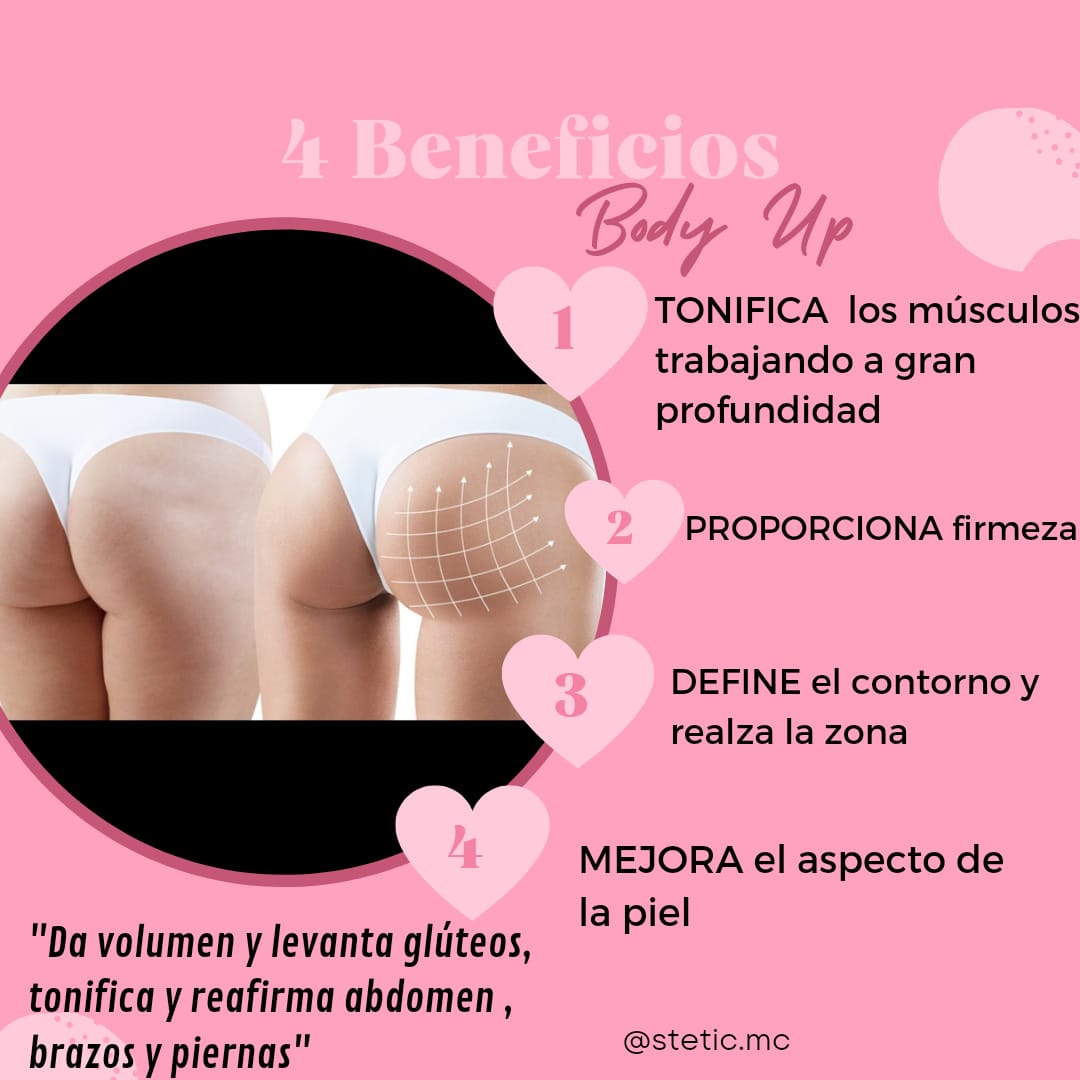 4 Beneficios
Body Up
1
TONIFICA los músculos
trabajando a gran
profundidad
2
PROPORCIONA firmeza
3
DEFINE el contorno y
realza la zona
4
MEJORA el aspecto de
la piel
"Da volumen y levanta glúteos,
tonifica y reafirma abdomen ,
brazos y piernas"
@stetic.mc